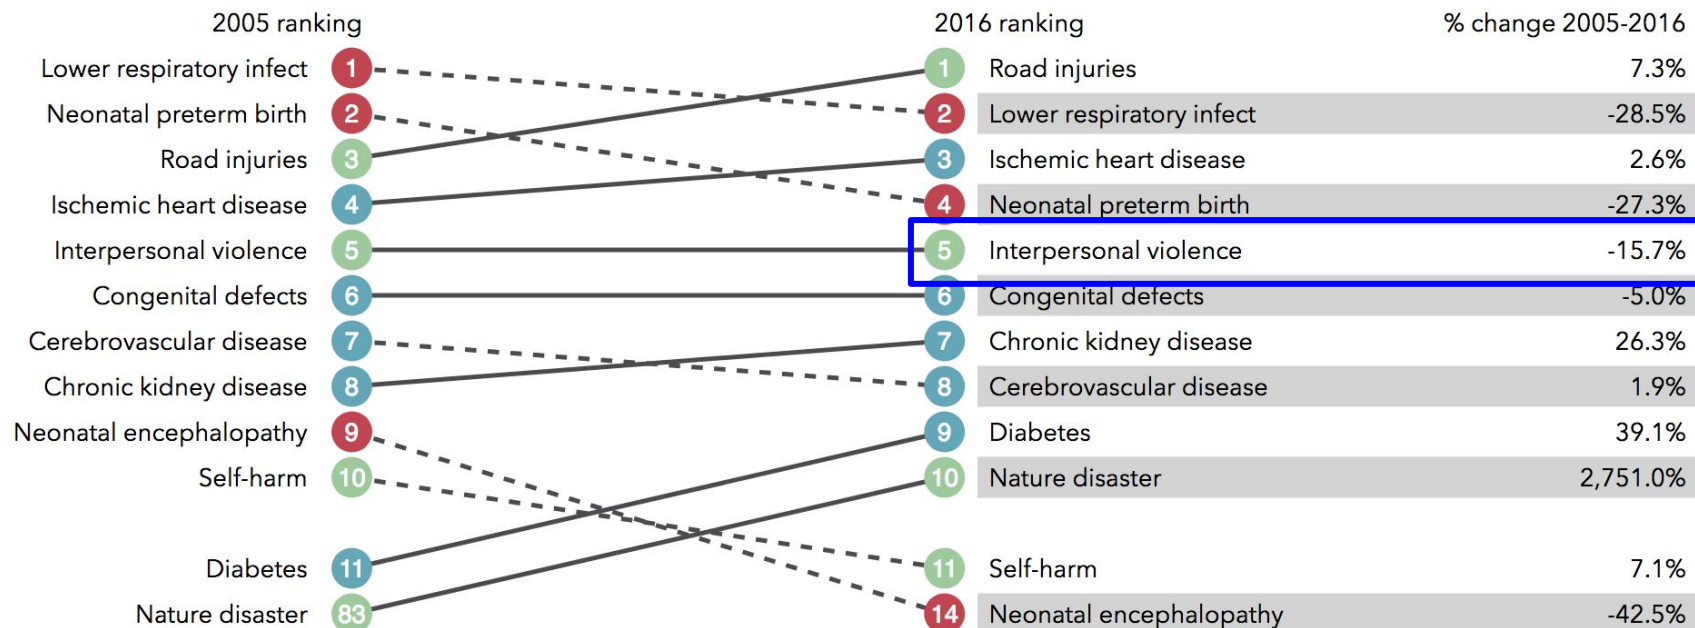 2005 ranking 2016 ranking % change 2005-2016
Lower respiratory infect 1 1 Road injuries 7.3%
Neonatal preterm birth 2 2 Lower respiratory infect -28.5%
Road injuries 3 3 Ischemic heart disease 2.6%
Ischemic heart disease 4 4 Neonatal preterm birth -27.3%
Interpersonal violence 5 5 Interpersonal violence -15.7%
Congenital defects 6 6 Congenital defects -5.0%
Cerebrovascular disease 7 7 Chronic kidney disease 26.3%
Chronic kidney disease 8 8 Cerebrovascular disease 1.9%
Neonatal encephalopathy 9 9 Diabetes 39.1%
Self-harm 10 10 Nature disaster 2,751.0%
Diabetes 11 11 Self-harm 7.1%
Nature disaster 83 14 Neonatal encephalopathy -42.5%